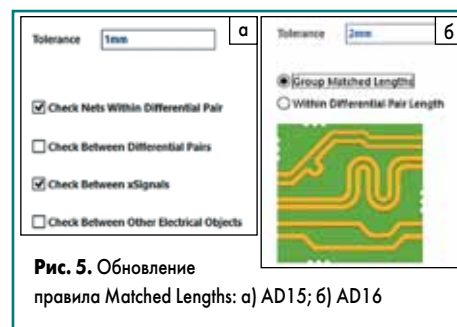 Tolerance 1mm
а
Check Nets Within Differential Pair
Check Between Differential Pairs
Check Between xSignals
Check Between Other Electrical Objects
Tolerance 2mm
б
Group Matched Lengths
Within Differential Pair Length
Рис. 5. Обновление
правила Matched Lengths: а) AD15; б) AD16